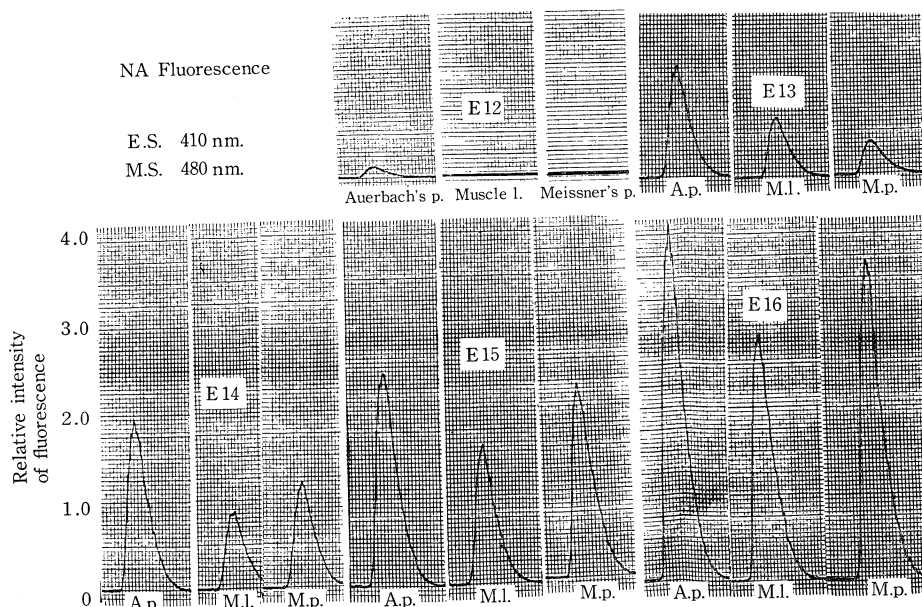 NA Fluorescence
E.S. 410 nm.
M.S. 480 nm.
E12
E13
Auerbach's p. Muscle l. Meissner's p. A.p. M.l. M.p.
4.0
3.0
2.0
1.0
0
Relative intensity
of fluorescence
E14
E15
E16
A.p. M.l. M.p. A.p. M.l. M.p. A.p. M.l. M.p.